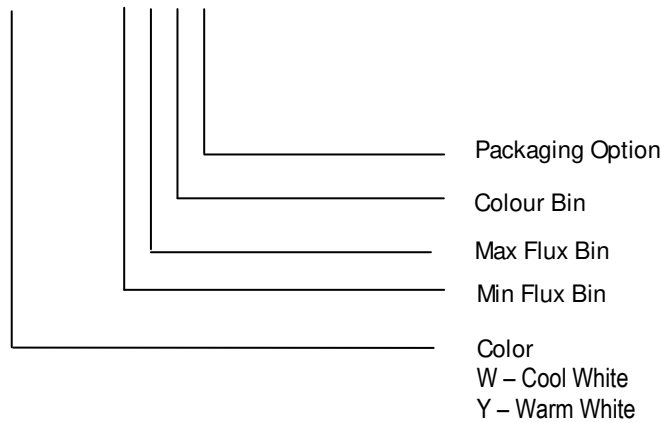 Packaging Option
Colour Bin
Max Flux Bin
Min Flux Bin
Color
W – Cool White
Y – Warm White